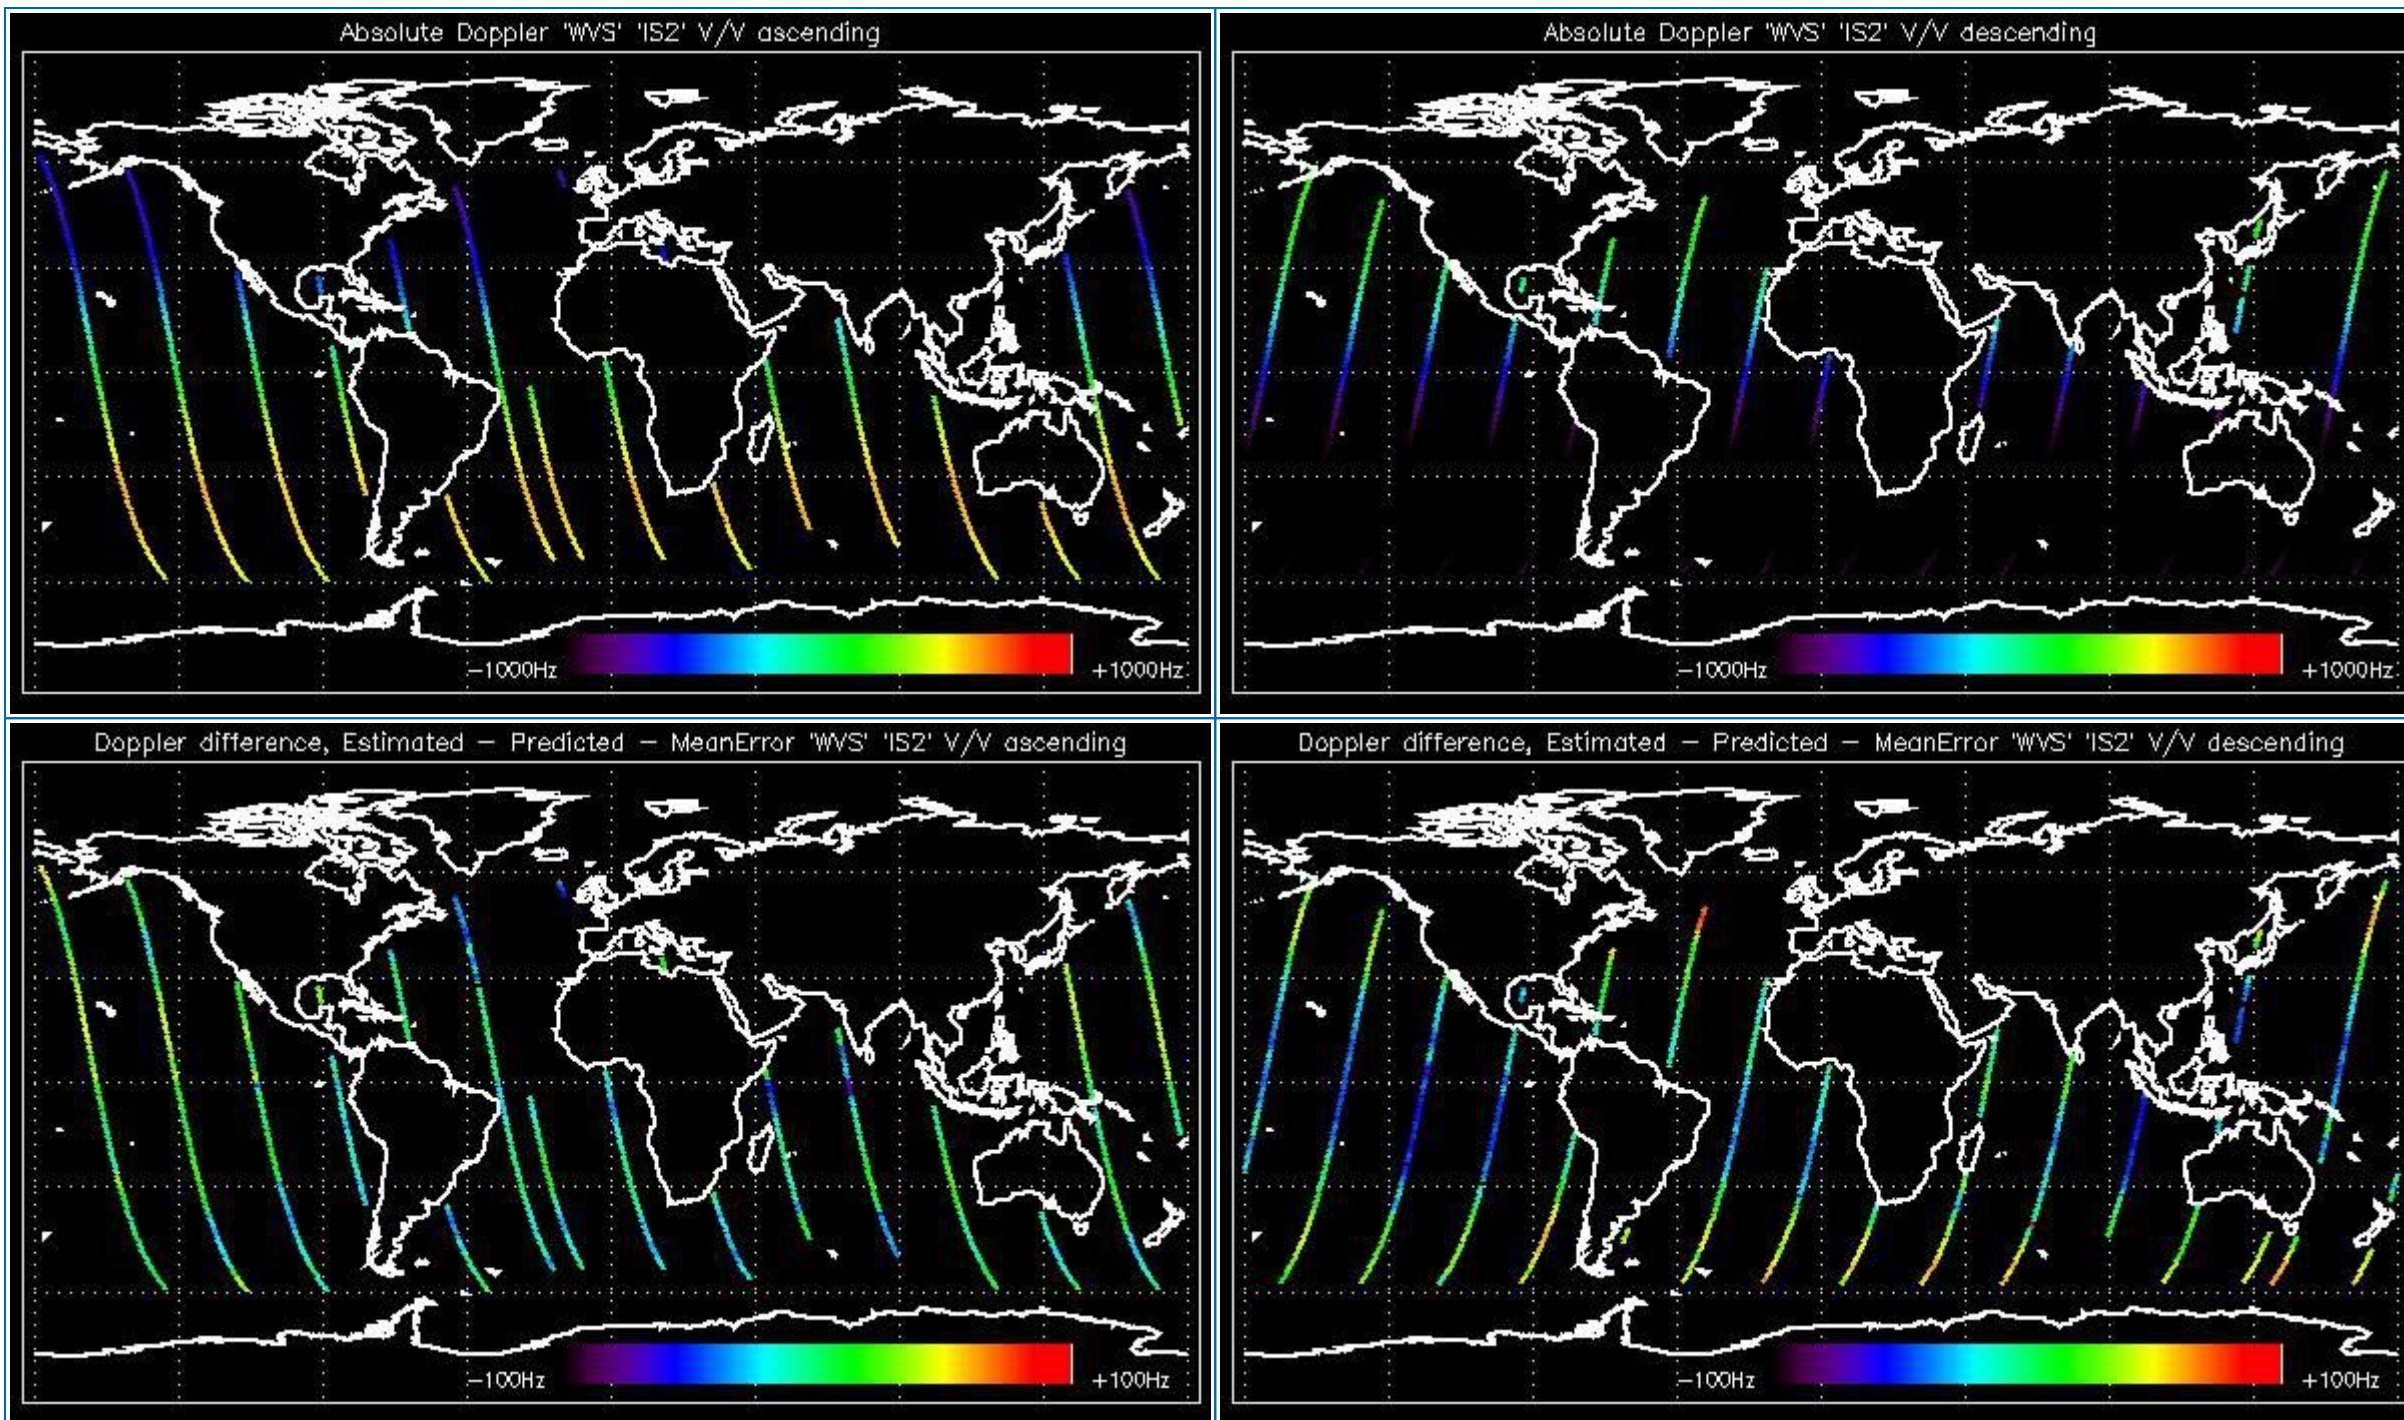 Absolute Doppler 'WVS' 'IS2' V/V ascending
-1000Hz
+1000Hz
Absolute Doppler 'WVS' 'IS2' V/V descending
-1000Hz
+1000Hz
Doppler difference, Estimated - Predicted - MeanError 'WVS' 'IS2' V/V ascending
-100Hz
+100Hz
Doppler difference, Estimated - Predicted - MeanError 'WVS' 'IS2' V/V descending
-100Hz
+100Hz